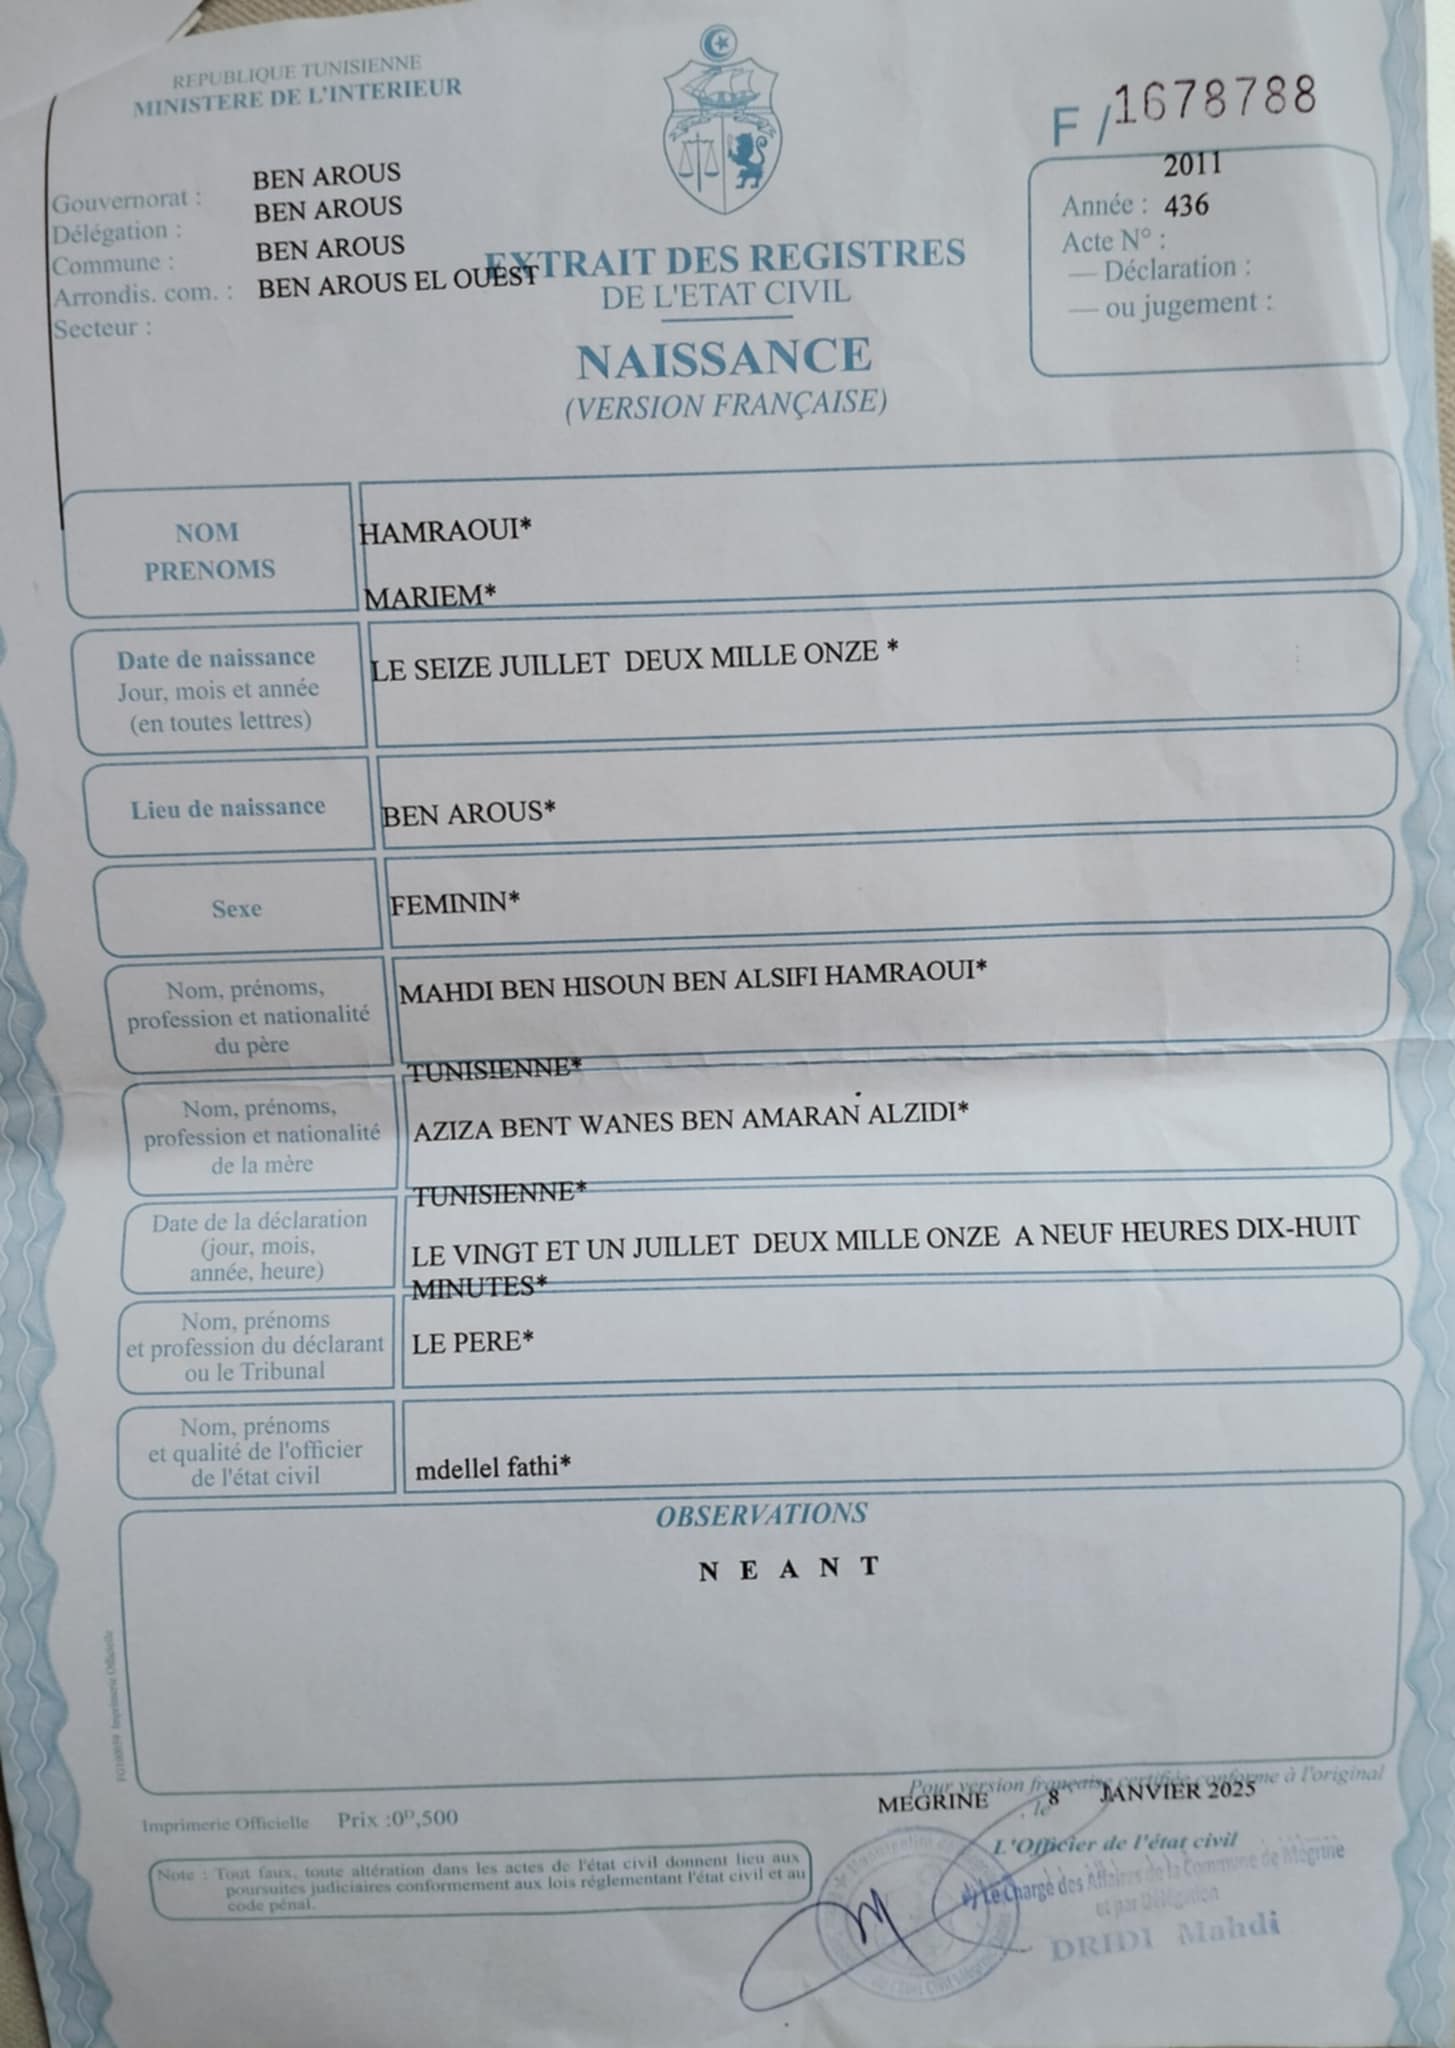 REPUBLIQUE TUNISIENNE
MINISTERE DE L'INTERIEUR
F / 1678788
Gouvernorat : BEN AROUS
Délégation : BEN AROUS
Commune : BEN AROUS
Arrondis. com. : BEN AROUS EL OUEST
Secteur :
EXTRAIT DES REGISTRES
DE L'ETAT CIVIL
NAISSANCE
(VERSION FRANÇAISE)
2011
Année : 436
Acte N° :
— Déclaration :
— ou jugement :
NOM
PRENOMS
HAMRAOUI*
MARIEM*
Date de naissance
Jour, mois et année
(en toutes lettres)
LE SEIZE JUILLET DEUX MILLE ONZE *
Lieu de naissance
BEN AROUS*
Sexe
FEMININ*
Nom, prénoms,
profession et nationalité
du père
MAHDI BEN HISOUN BEN ALSIFI HAMRAOUI*
TUNISIENNE*
Nom, prénoms,
profession et nationalité
de la mère
AZIZA BENT WANES BEN AMARAN ALZIDI*
TUNISIENNE*
Date de la déclaration
(jour, mois,
année, heure)
LE VINGT ET UN JUILLET DEUX MILLE ONZE A NEUF HEURES DIX-HUIT
MINUTES*
Nom, prénoms
et profession du déclarant
ou le Tribunal
LE PERE*
Nom, prénoms
et qualité de l'officier
de l'état civil
mdellel fathi*
OBSERVATIONS
N E A N T
Pour version française certifiée conforme à l'original
MEGRINE , le 8 JANVIER 2025
Imprimerie Officielle Prix :0ᴰ,500
L'Officier de l'état civil
Note : Tout faux, toute altération dans les actes de l'état civil donnent lieu aux
poursuites judiciaires conformement aux lois réglementant l'état civil et au
code pénal.
Le Chargé des Affaires de la Commune de Mégrine
et par Délégation
DRIDI Mahdi